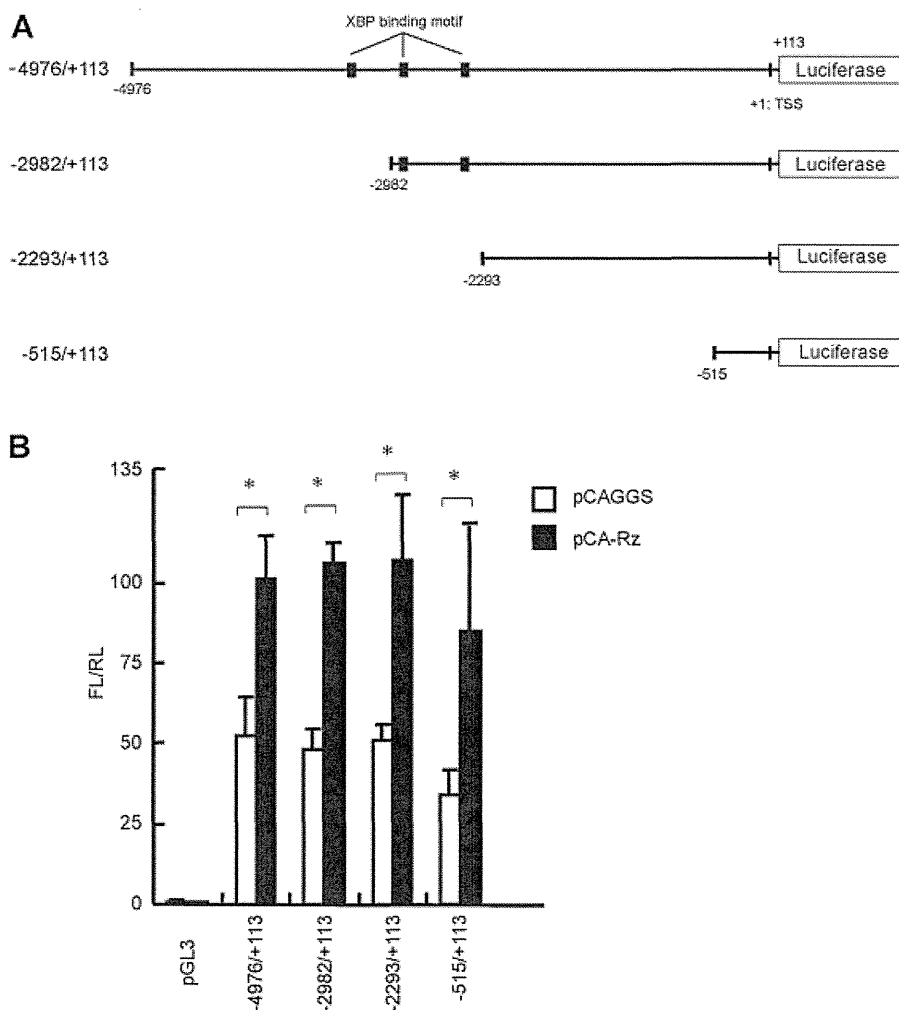 A
XBP binding motif
-4976/+113
-4976
+113
Luciferase
+1: TSS
-2982/+113
-2982
Luciferase
-2293/+113
-2293
Luciferase
-515/+113
-515
Luciferase
B
135
100
75
50
25
0
FL/RL
*
*
*
*
pCAGGS
pCA-Rz
pGL3
-4976/+113
-2982/+113
-2293/+113
-515/+113